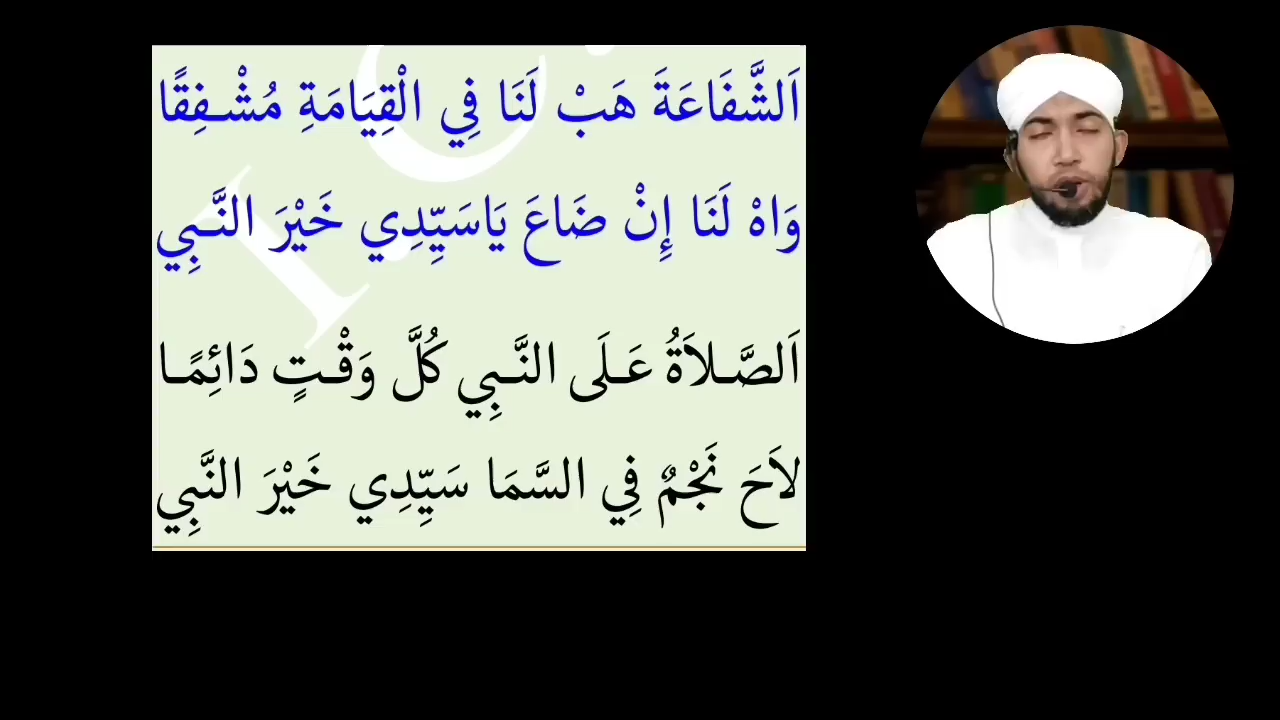 اَلشَّفَاعَةَ هَبْ لَنَا فِي الْقِيَامَةِ مُشْفِقًا
وَاهْ لَنَا إِنْ ضَاعَ يَاسَيِّدِي خَيْرَ النَّبِي
اَلصَّلاَةُ عَلَى النَّبِي كُلَّ وَقْتٍ دَائِمًا
لاَحَ نَجْمٌ فِي السَّمَا سَيِّدِي خَيْرَ النَّبِي